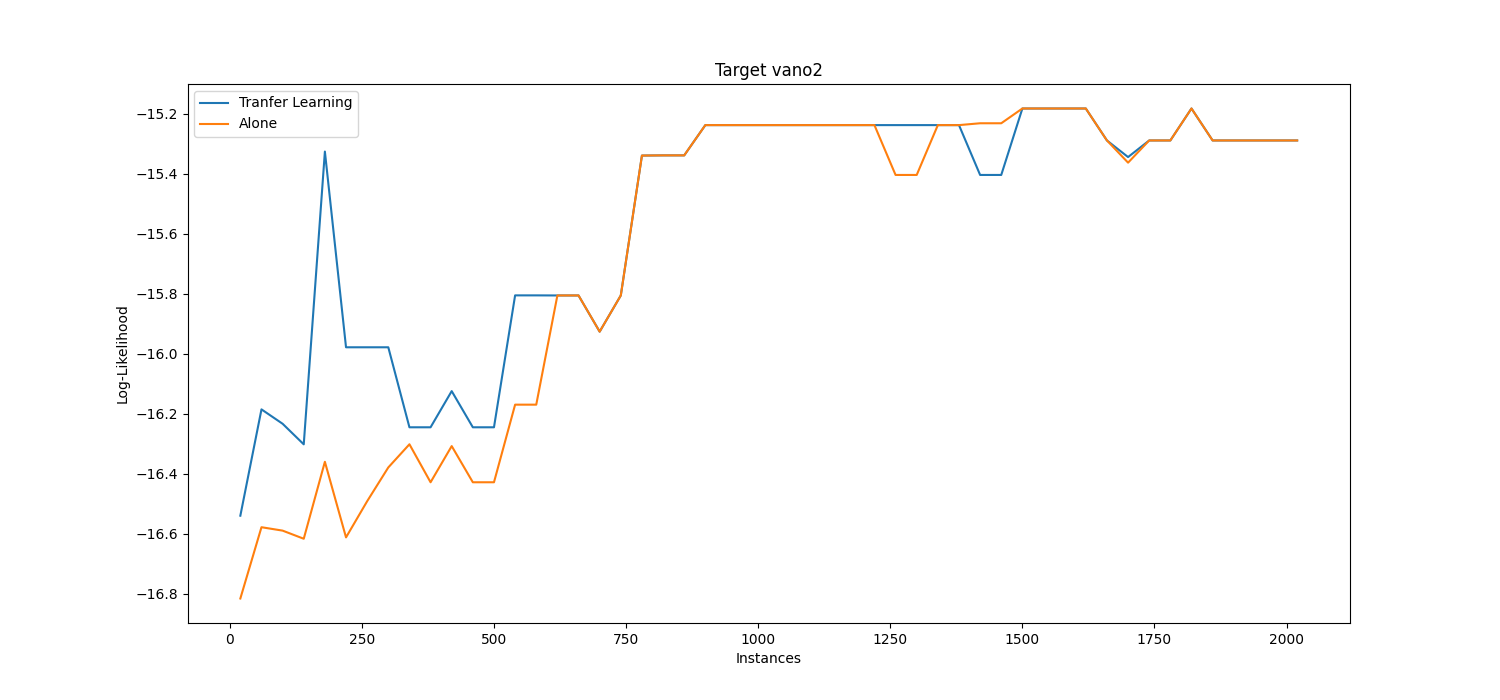 Target vano2
Tranfer Learning
Alone
−15.2
−15.4
−15.6
−15.8
−16.0
−16.2
−16.4
−16.6
−16.8
Log-Likelihood
0 250 500 750 1000 1250 1500 1750 2000
Instances